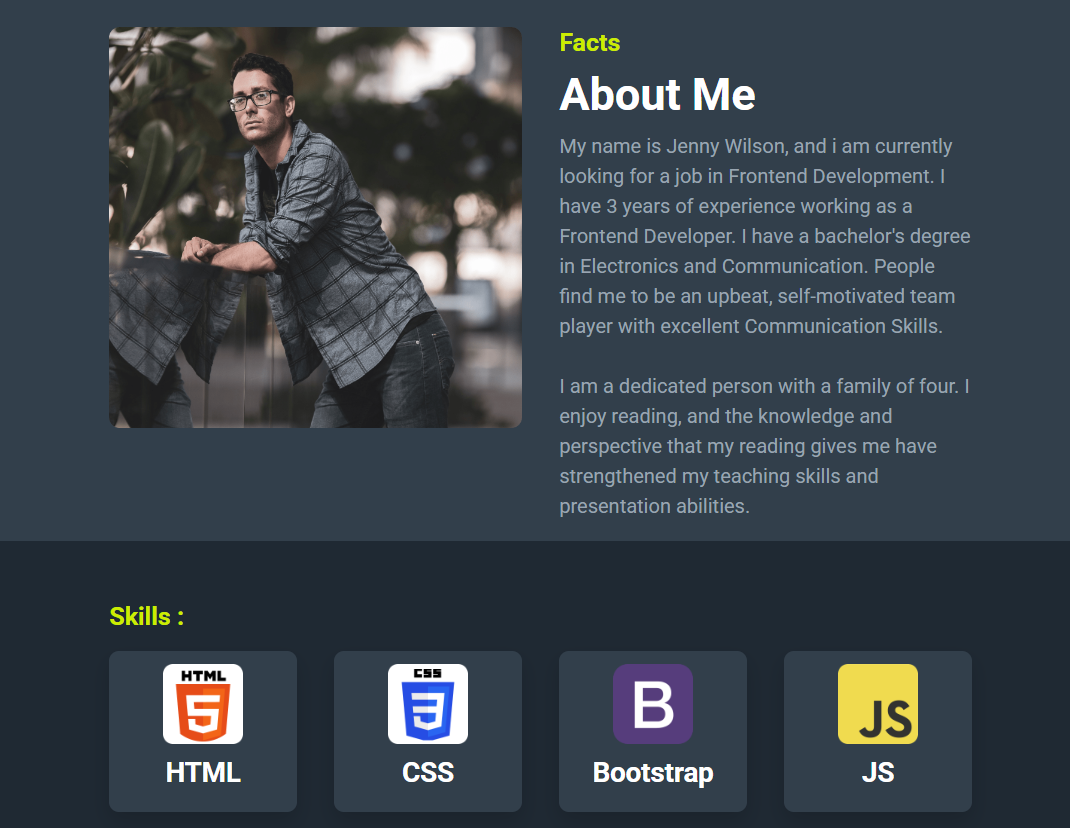 Facts
About Me
My name is Jenny Wilson, and i am currently
looking for a job in Frontend Development. I
have 3 years of experience working as a
Frontend Developer. I have a bachelor's degree
in Electronics and Communication. People
find me to be an upbeat, self-motivated team
player with excellent Communication Skills.
I am a dedicated person with a family of four. I
enjoy reading, and the knowledge and
perspective that my reading gives me have
strengthened my teaching skills and
presentation abilities.
Skills :
HTML
5
CSS
3
B
JS
HTML
CSS
Bootstrap
JS